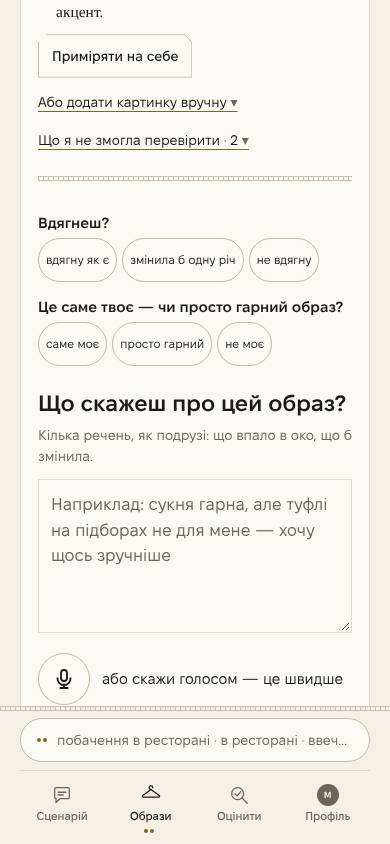 акцент.
Приміряти на себе
Або додати картинку вручну ▾
Що я не змогла перевірити · 2 ▾
Вдягнеш?
вдягну як є
змінила б одну річ
не вдягну
Це саме твоє — чи просто гарний образ?
саме моє
просто гарний
не моє
Що скажеш про цей образ?
Кілька речень, як подрузі: що впало в око, що б
змінила.
Наприклад: сукня гарна, але туфлі
на підборах не для мене — хочу
щось зручніше
або скажи голосом — це швидше
побачення в ресторані · в ресторані · ввеч...
Сценарій
Образи
Оцінити
М
Профіль